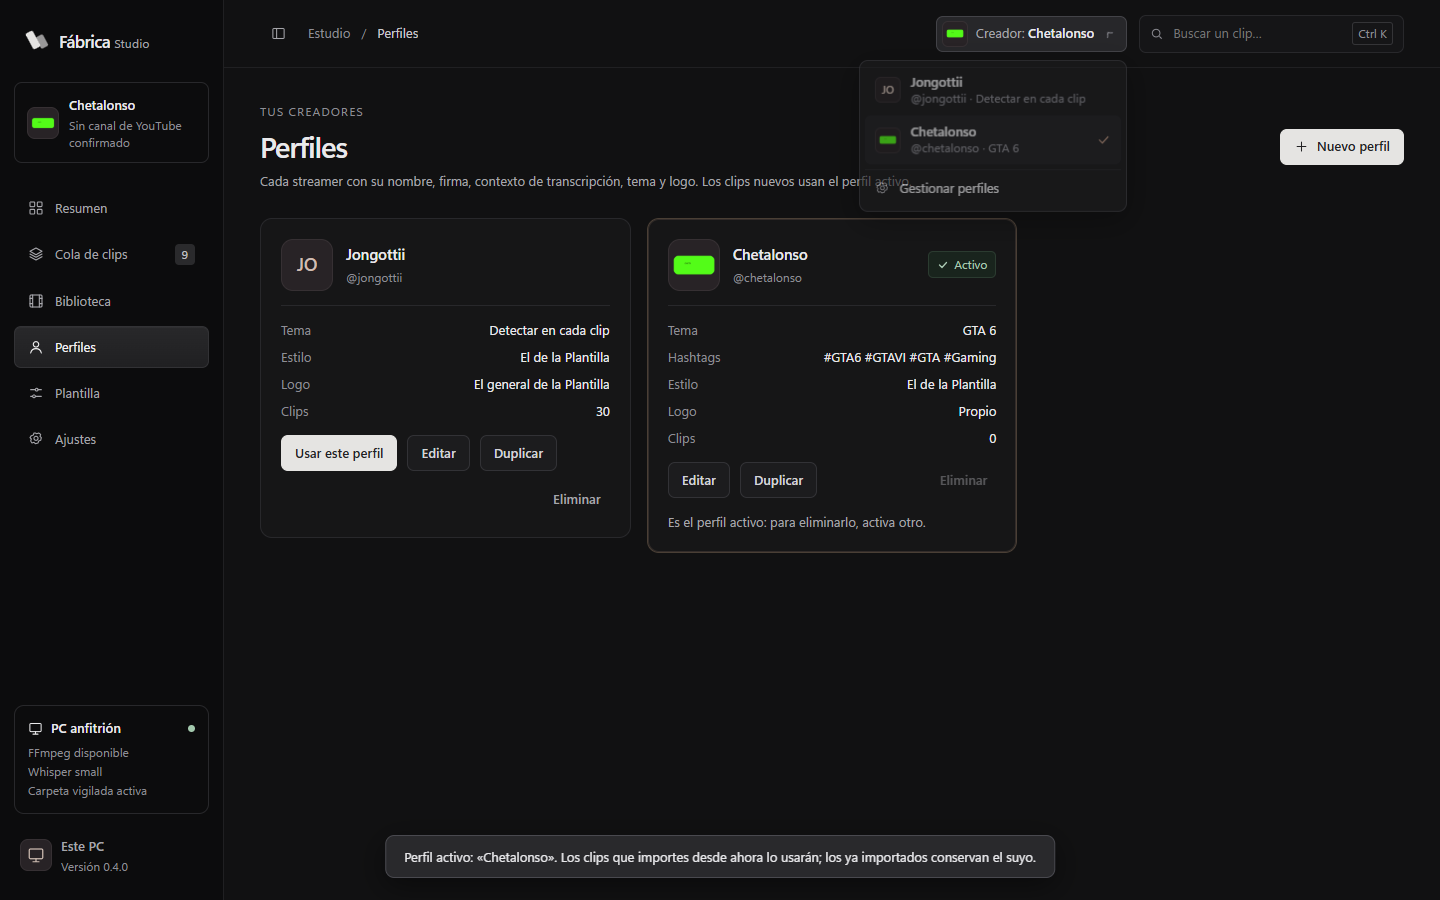 Fábrica Studio
Chetalonso
Sin canal de YouTube
confirmado
Resumen
Cola de clips 9
Biblioteca
Perfiles
Plantilla
Ajustes
PC anfitrión
FFmpeg disponible
Whisper small
Carpeta vigilada activa
Este PC
Versión 0.4.0
Estudio / Perfiles
Creador: Chetalonso
Buscar un clip... Ctrl K
JO
Jongottii
@jongottii · Detectar en cada clip
Chetalonso
@chetalonso · GTA 6
Gestionar perfiles
TUS CREADORES
Perfiles
Cada streamer con su nombre, firma, contexto de transcripción, tema y logo. Los clips nuevos usan el perfil activo.
Nuevo perfil
JO
Jongottii
@jongottii
Tema Detectar en cada clip
Estilo El de la Plantilla
Logo El general de la Plantilla
Clips 30
Usar este perfil Editar Duplicar
Eliminar
Chetalonso
@chetalonso
Activo
Tema GTA 6
Hashtags #GTA6 #GTAVI #GTA #Gaming
Estilo El de la Plantilla
Logo Propio
Clips 0
Editar Duplicar Eliminar
Es el perfil activo: para eliminarlo, activa otro.
Perfil activo: «Chetalonso». Los clips que importes desde ahora lo usarán; los ya importados conservan el suyo.